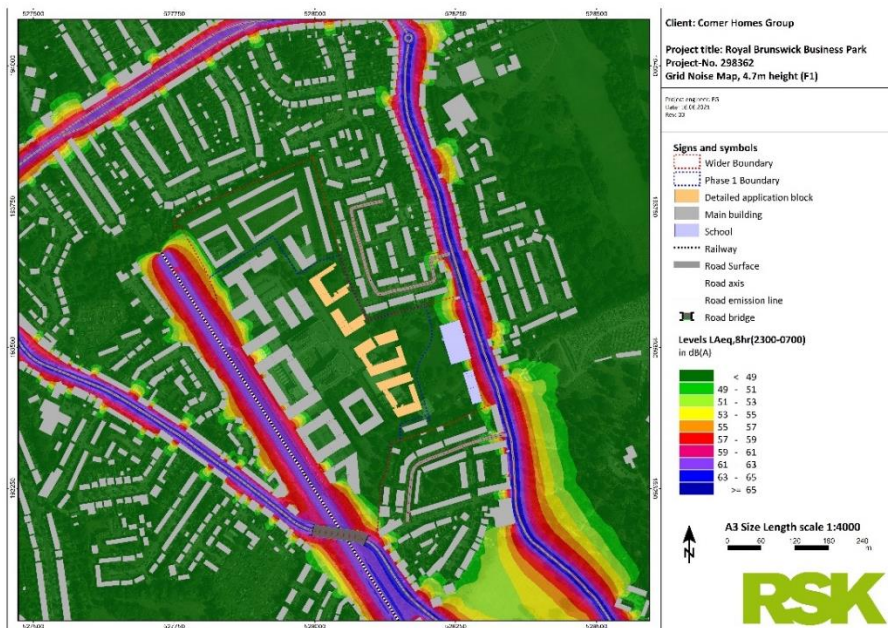 Client: Comer Homes Group
Project title: Royal Brunswick Business Park
Project-No. 298362
Grid Noise Map, 4.7m height (F1)
Signs and symbols
Wider Boundary
Phase 1 Boundary
Detailed application block
Main building
School
Railway
Road Surface
Road axis
Road emission line
Road bridge
Levels LAeq,8hr(2300-0700)
in dB(A)
< 49
49 - 51
51 - 53
53 - 55
55 - 57
57 - 59
59 - 61
61 - 63
63 - 65
>= 65
N
A3 Size Length scale 1:4000
0 60 120 180 240
m
RSK